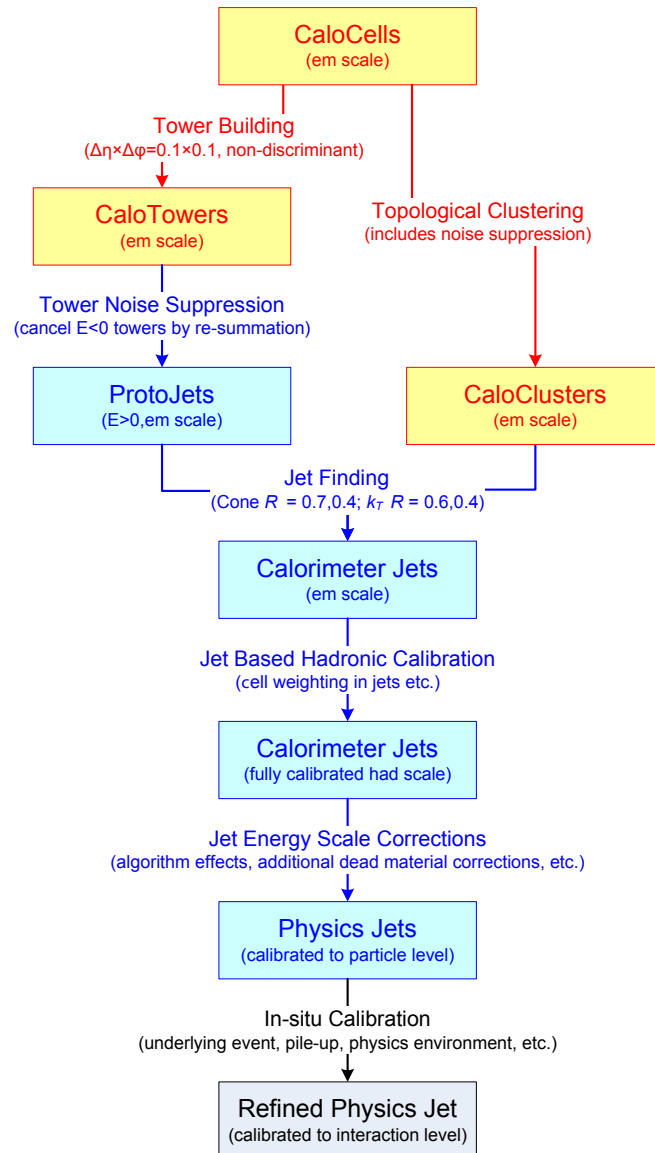 CaloCells
(em scale)
Tower Building
(Δη×Δφ=0.1×0.1, non-discriminant)
CaloTowers
(em scale)
Topological Clustering
(includes noise suppression)
Tower Noise Suppression
(cancel E<0 towers by re-summation)
ProtoJets
(E>0,em scale)
CaloClusters
(em scale)
Jet Finding
(Cone R = 0.7,0.4; kT R = 0.6,0.4)
Calorimeter Jets
(em scale)
Jet Based Hadronic Calibration
(cell weighting in jets etc.)
Calorimeter Jets
(fully calibrated had scale)
Jet Energy Scale Corrections
(algorithm effects, additional dead material corrections, etc.)
Physics Jets
(calibrated to particle level)
In-situ Calibration
(underlying event, pile-up, physics environment, etc.)
Refined Physics Jet
(calibrated to interaction level)